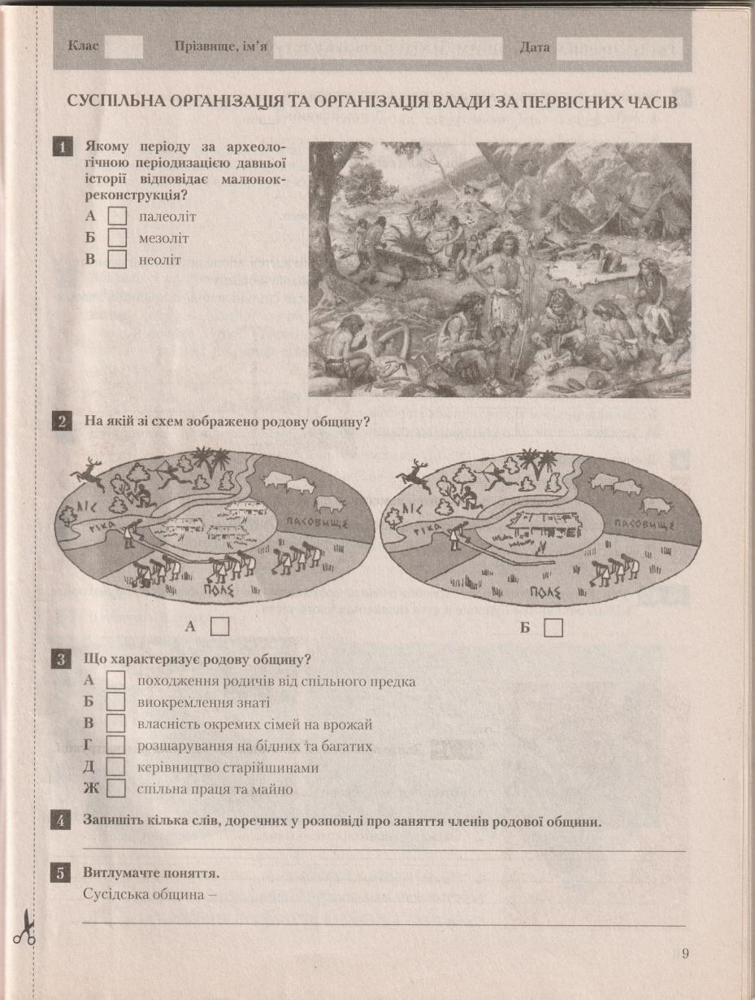 Клас Прізвище, ім’я Дата
СУСПІЛЬНА ОРГАНІЗАЦІЯ ТА ОРГАНІЗАЦІЯ ВЛАДИ ЗА ПЕРВІСНИХ ЧАСІВ
1 Якому періоду за археоло-
гічною періодизацією давньої
історії відповідає малюнок-
реконструкція?
А палеоліт
Б мезоліт
В неоліт
2 На якій зі схем зображено родову общину?
ЛІС
РІКА
ПАСОВИЩЕ
ПОЛЕ
ЛІС
РІКА
ПАСОВИЩЕ
ПОЛЕ
А Б
3 Що характеризує родову общину?
А походження родичів від спільного предка
Б виокремлення знаті
В власність окремих сімей на врожай
Г розшарування на бідних та багатих
Д керівництво старійшинами
Ж спільна праця та майно
4 Запишіть кілька слів, доречних у розповіді про заняття членів родової общини.
5 Витлумачте поняття.
Сусідська община –
9